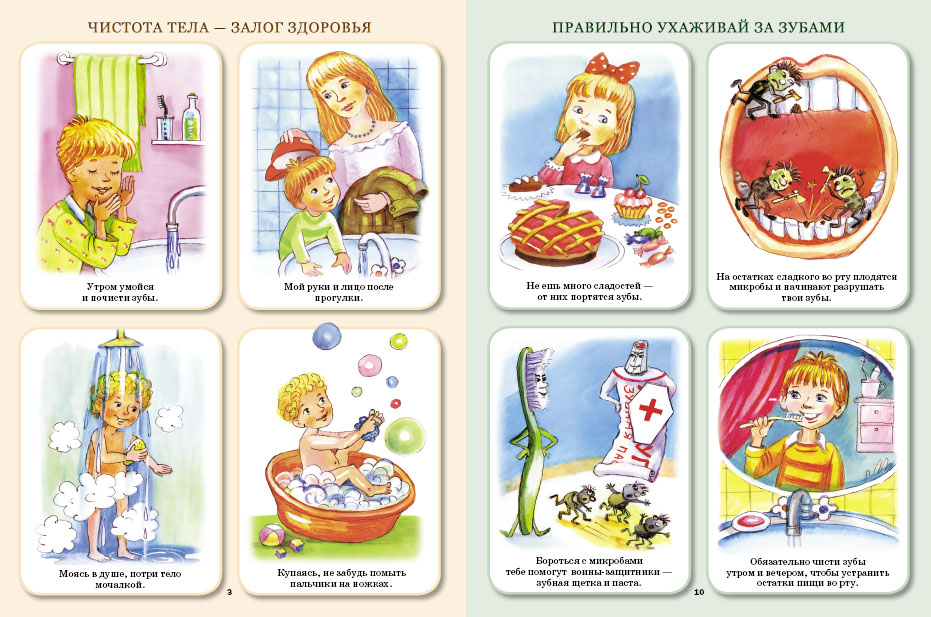 ЧИСТОТА ТЕЛА — ЗАЛОГ ЗДОРОВЬЯ
Утром умойся
и почисти зубы.
Мой руки и лицо после
прогулки.
Моясь в душе, потри тело
мочалкой.
Купаясь, не забудь помыть
пальчики на ножках.
3
ПРАВИЛЬНО УХАЖИВАЙ ЗА ЗУБАМИ
Не ешь много сладостей —
от них портятся зубы.
На остатках сладкого во рту плодятся
микробы и начинают разрушать
твои зубы.
ЗУБНАЯ ПА
Бороться с микробами
тебе помогут воины-защитники —
зубная щетка и паста.
Обязательно чисти зубы
утром и вечером, чтобы устранить
остатки пищи во рту.
10